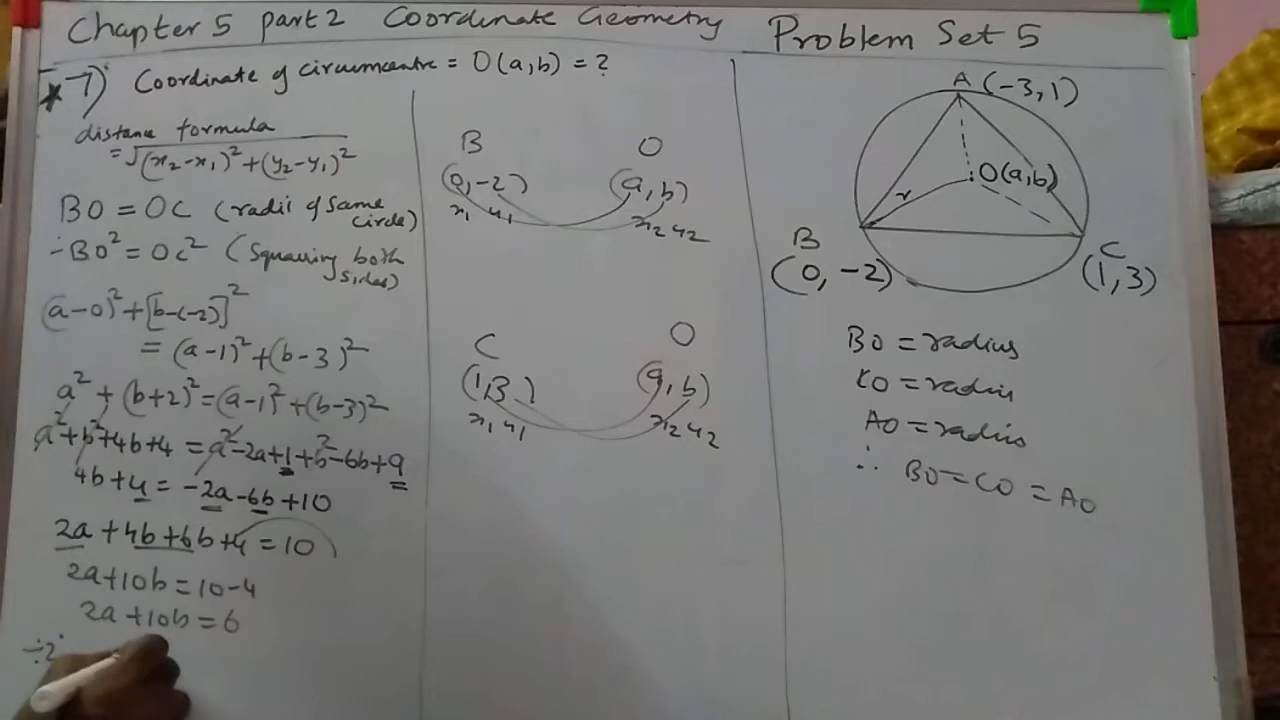 Chapter 5 part 2 Coordinate Geometry Problem Set 5
* 7) Coordinate of circumcentre = O(a,b) = ?
distance formula
= √(x₂-x₁)²+(y₂-y₁)²
BO = OC (radii of same circle)
∴ BO² = OC² (Squaring both sides)
(a-0)²+[b-(-2)]²
= (a-1)²+(b-3)²
a² + (b+2)² = (a-1)²+(b-3)²
a²+b²+4b+4 = a²-2a+1+b²-6b+9
4b+4 = -2a-6b+10
2a+4b+6b+4 = 10
2a+10b = 10-4
2a+10b = 6
÷2
B O
(0,-2) (a,b)
x₁ y₁ x₂ y₂
C O
(1,3) (a,b)
x₁ y₁ x₂ y₂
A (-3,1)
O(a,b)
r
B C
(0,-2) (1,3)
BO = radius
CO = radius
AO = radius
∴ BO = CO = AO